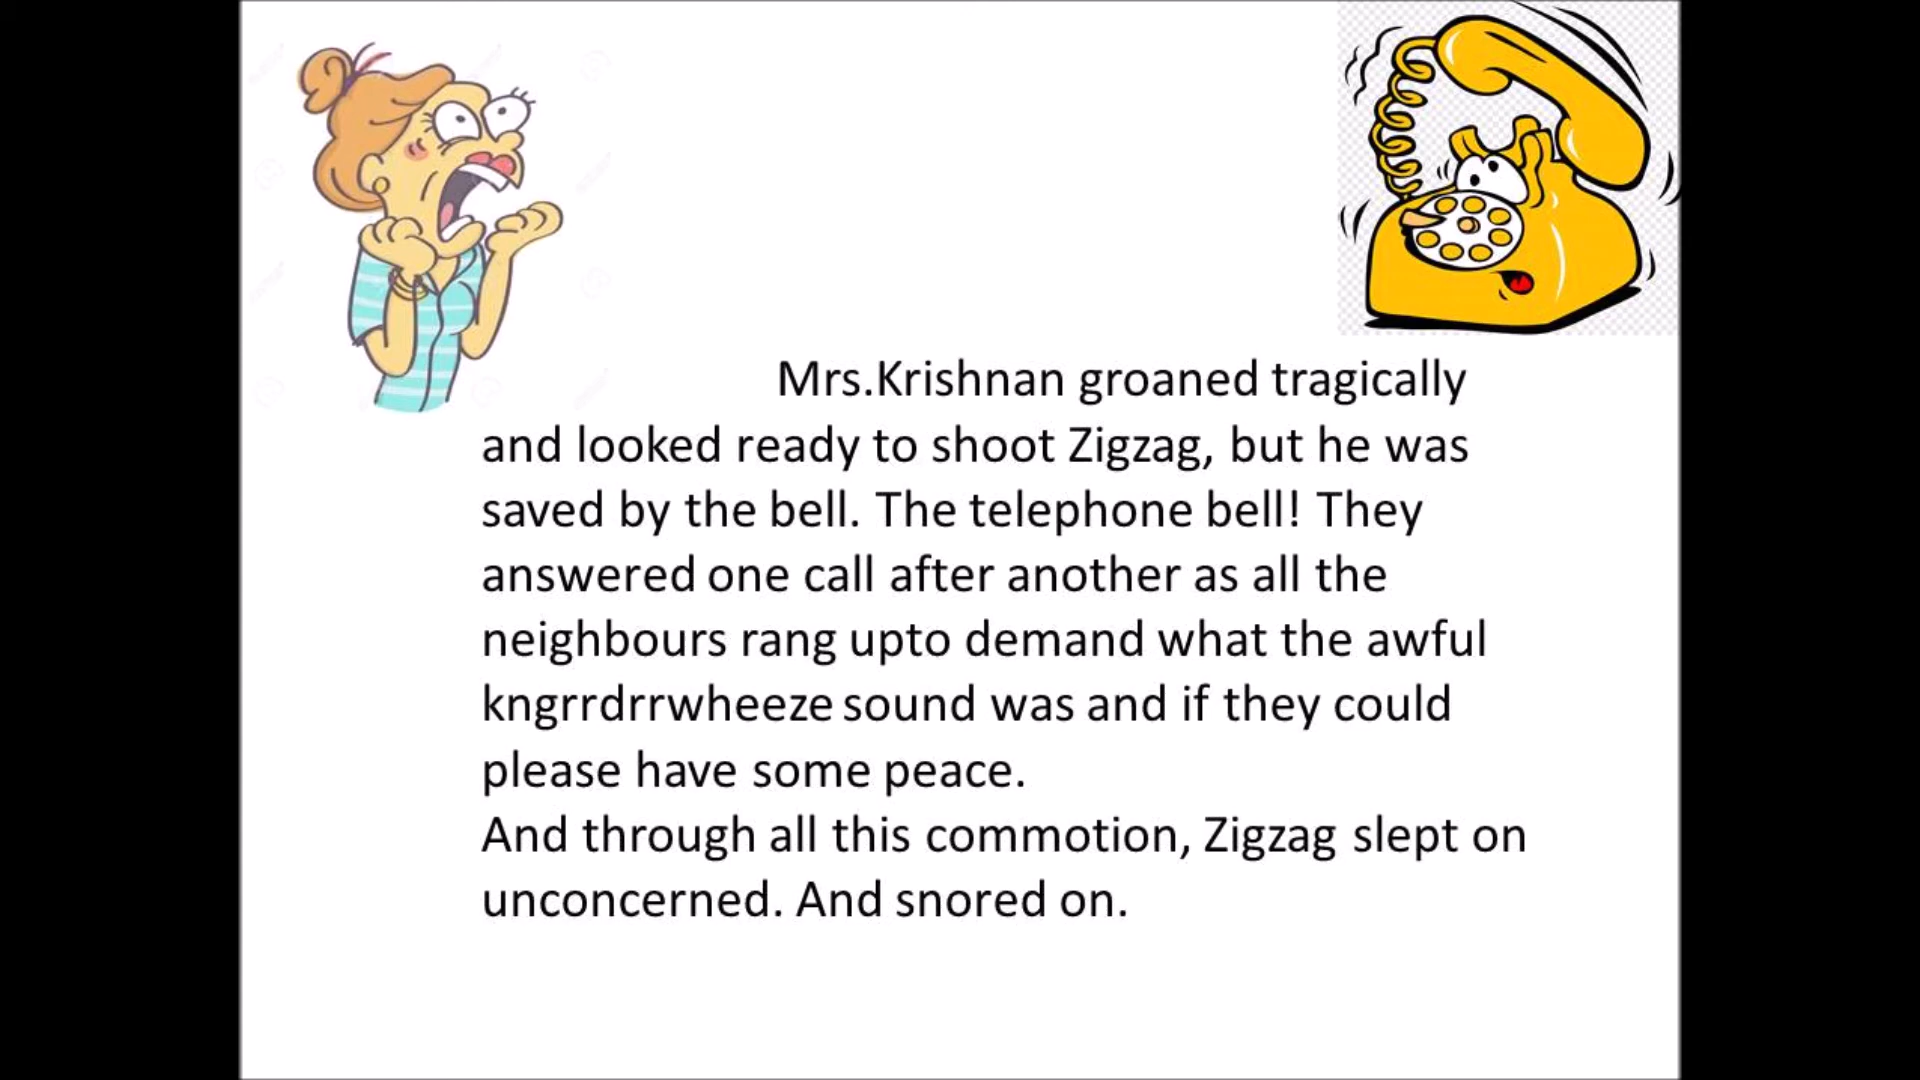 Mrs.Krishnan groaned tragically
and looked ready to shoot Zigzag, but he was
saved by the bell. The telephone bell! They
answered one call after another as all the
neighbours rang upto demand what the awful
kngrrdrrwheeze sound was and if they could
please have some peace.
And through all this commotion, Zigzag slept on
unconcerned. And snored on.